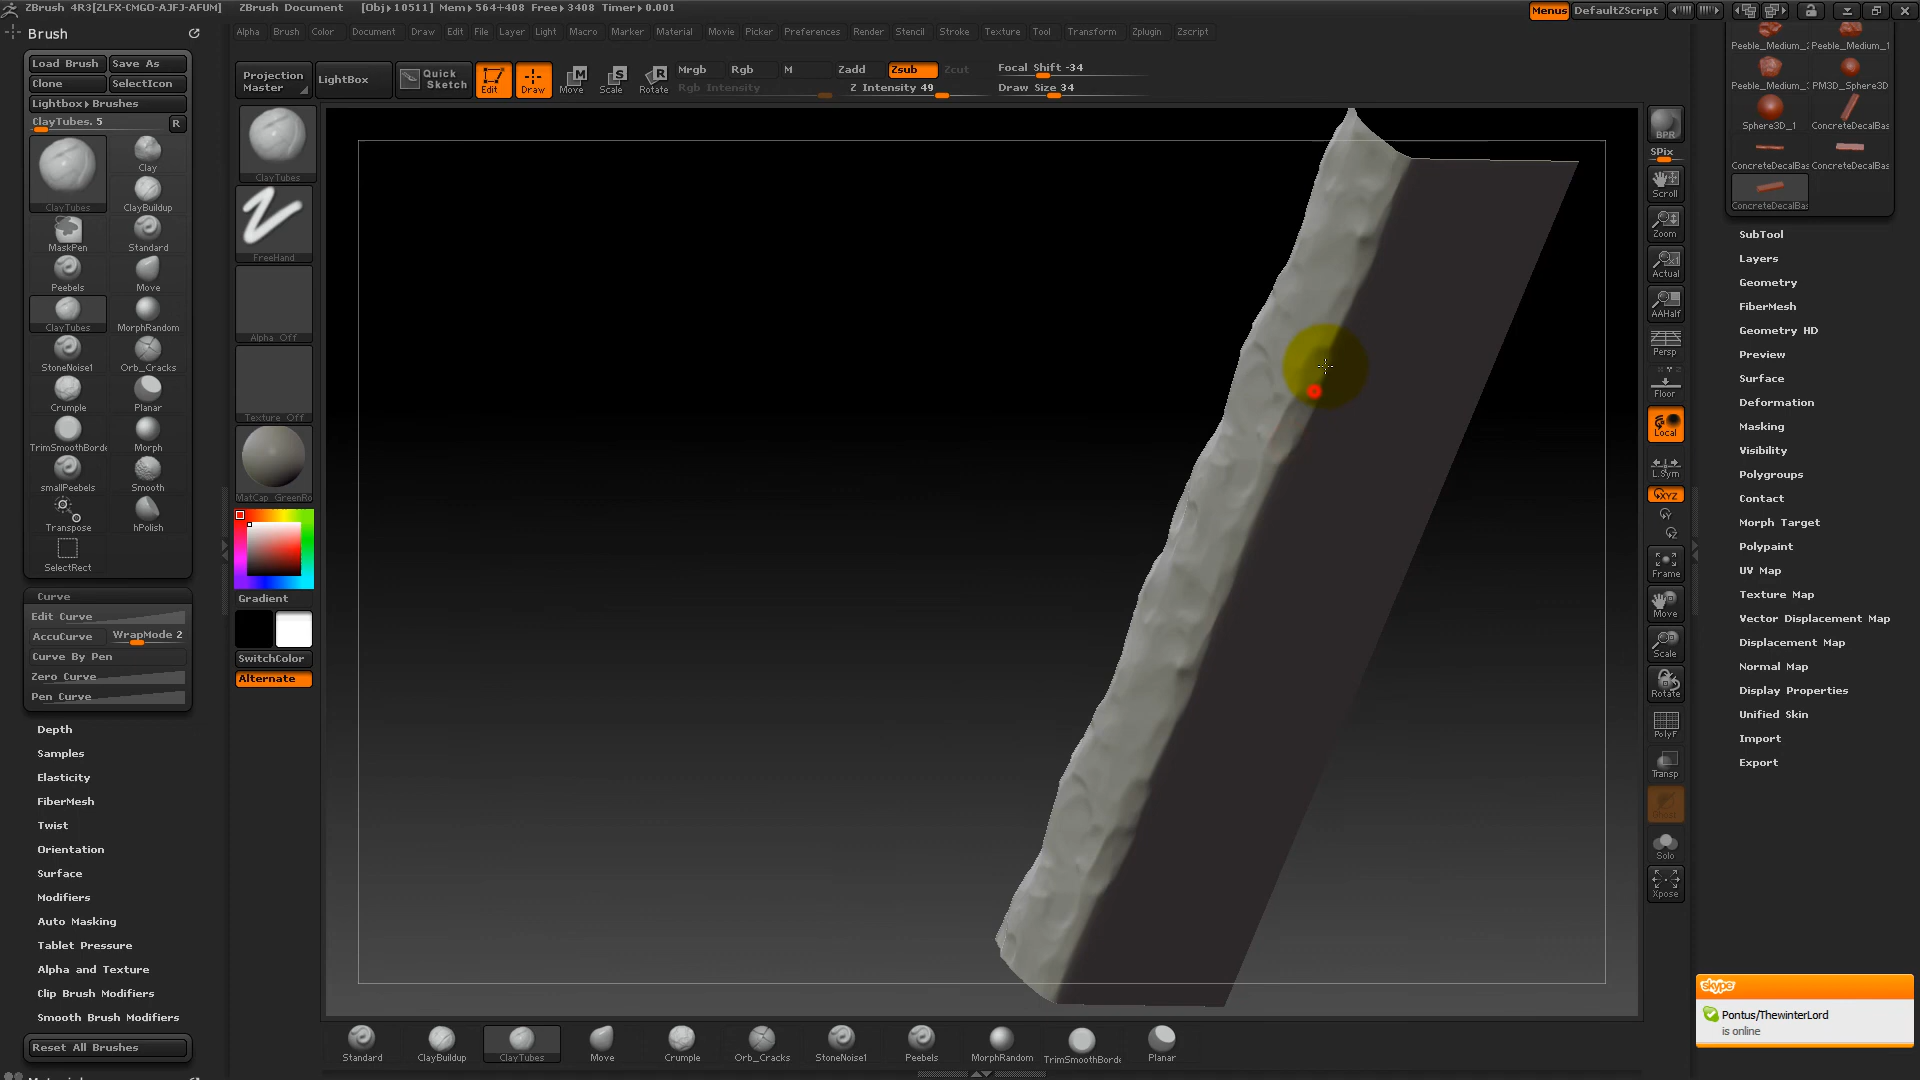 ZBrush 4R3[ZLFX-CMGO-AJFJ-AFUM] ZBrush Document [Obj▸10511] Mem▸564+408 Free▸3408 Timer▸0.001 Menus DefaultZScript
Brush
Alpha Brush Color Document Draw Edit File Layer Light Macro Marker Material Movie Picker Preferences Render Stencil Stroke Texture Tool Transform Zplugin Zscript
Load Brush Save As
Clone SelectIcon
Lightbox▸Brushes
ClayTubes. 5 R
ClayTubes
Clay
ClayBuildup
MaskPen Standard
Peebels Move
ClayTubes MorphRandom
StoneNoise1 Orb_Cracks
Crumple Planar
TrimSmoothBorde Morph
smallPeebels Smooth
Transpose hPolish
SelectRect
Curve
Edit Curve
AccuCurve WrapMode 2
Curve By Pen
Zero Curve
Pen Curve
Depth
Samples
Elasticity
FiberMesh
Twist
Orientation
Surface
Modifiers
Auto Masking
Tablet Pressure
Alpha and Texture
Clip Brush Modifiers
Smooth Brush Modifiers
Reset All Brushes
Projection
Master
LightBox
Quick
Sketch
Edit
Draw
Move
Scale
Rotate
Mrgb Rgb M Zadd Zsub Zcut
Rgb Intensity Z Intensity 49
Focal Shift -34
Draw Size 34
ClayTubes
FreeHand
Alpha Off
Texture Off
MatCap_GreenRo
Gradient
SwitchColor
Alternate
BPR
SPix
Scroll
Zoom
Actual
AAHalf
Persp
Floor
Local
L.Sym
XYZ
Frame
Move
Scale
Rotate
PolyF
Transp
Solo
Xpose
Peeble_Medium_ Peeble_Medium_1
Peeble_Medium_ PM3D_Sphere3D
Sphere3D_1 ConcreteDecalBas
ConcreteDecalBas ConcreteDecalBas
ConcreteDecalBas
SubTool
Layers
Geometry
FiberMesh
Geometry HD
Preview
Surface
Deformation
Masking
Visibility
Polygroups
Contact
Morph Target
Polypaint
UV Map
Texture Map
Vector Displacement Map
Displacement Map
Normal Map
Display Properties
Unified Skin
Import
Export
skype
Pontus/ThewinterLord
is online
Standard ClayBuildup ClayTubes Move Crumple Orb_Cracks StoneNoise1 Peebels MorphRandom TrimSmoothBorde Planar